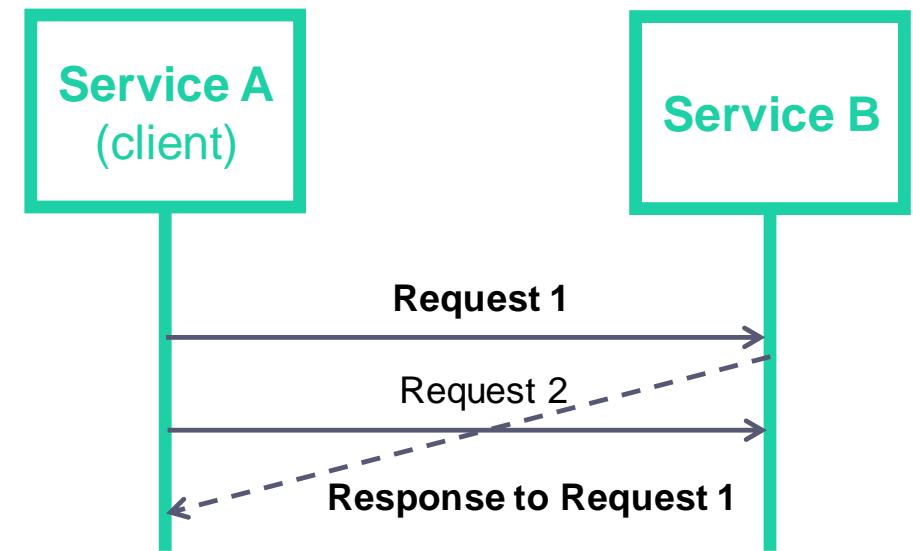 Service A
(client)
Service B
Request 1
Request 2
Response to Request 1